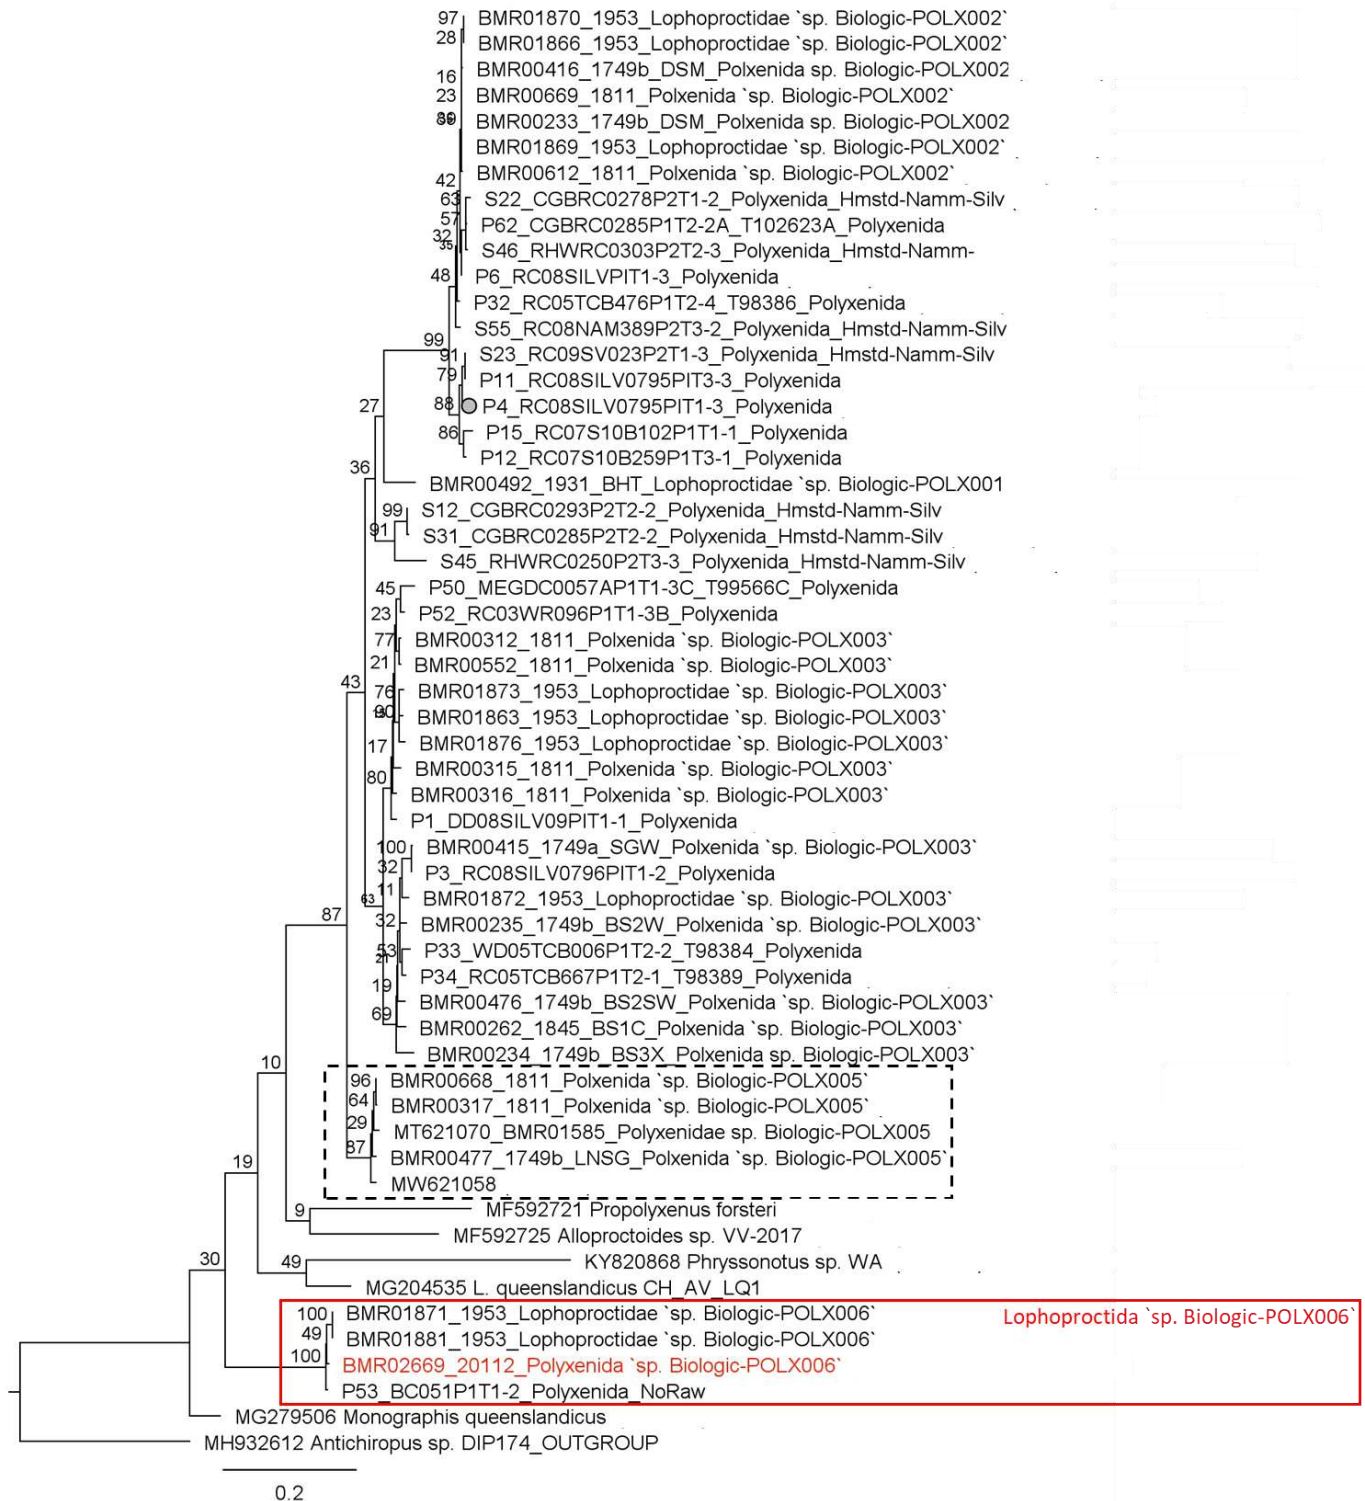 97
BMR01870_1953_Lophoproctidae `sp. Biologic-POLX002`
28
BMR01866_1953_Lophoproctidae `sp. Biologic-POLX002`
BMR00416_1749b_DSM_Polxenida sp. Biologic-POLX002
16
23
BMR00669_1811_Polxenida `sp. Biologic-POLX002`
BMR00233_1749b_DSM_Polxenida sp. Biologic-POLX002
BMR01869_1953_Lophoproctidae `sp. Biologic-POLX002`
BMR00612_1811_Polxenida `sp. Biologic-POLX002`
42
63
S22_CGBRC0278P2T1-2_Polyxenida_Hmstd-Namm-Silv
57
P62_CGBRC0285P1T2-2A_T102623A_Polyxenida
32
35
S46_RHWRC0303P2T2-3_Polyxenida_Hmstd-Namm-
48
P6_RC08SILVPIT1-3_Polyxenida
P32_RC05TCB476P1T2-4_T98386_Polyxenida
S55_RC08NAM389P2T3-2_Polyxenida_Hmstd-Namm-Silv
99
91
S23_RC09SV023P2T1-3_Polyxenida_Hmstd-Namm-Silv
79
P11_RC08SILV0795PIT3-3_Polyxenida
27
88
P4_RC08SILV0795PIT1-3_Polyxenida
86
P15_RC07S10B102P1T1-1_Polyxenida
P12_RC07S10B259P1T3-1_Polyxenida
36
BMR00492_1931_BHT_Lophoproctidae `sp. Biologic-POLX001
99
S12_CGBRC0293P2T2-2_Polyxenida_Hmstd-Namm-Silv
91
S31_CGBRC0285P2T2-2_Polyxenida_Hmstd-Namm-Silv
S45_RHWRC0250P2T3-3_Polyxenida_Hmstd-Namm-Silv
45
P50_MEGDC0057AP1T1-3C_T99566C_Polyxenida
23
P52_RC03WR096P1T1-3B_Polyxenida
77
BMR00312_1811_Polxenida `sp. Biologic-POLX003`
21
BMR00552_1811_Polxenida `sp. Biologic-POLX003`
43
76
BMR01873_1953_Lophoproctidae `sp. Biologic-POLX003`
90
BMR01863_1953_Lophoproctidae `sp. Biologic-POLX003`
17
BMR01876_1953_Lophoproctidae `sp. Biologic-POLX003`
80
BMR00315_1811_Polxenida `sp. Biologic-POLX003`
BMR00316_1811_Polxenida `sp. Biologic-POLX003`
P1_DD08SILV09PIT1-1_Polyxenida
100
BMR00415_1749a_SGW_Polxenida `sp. Biologic-POLX003`
32
P3_RC08SILV0796PIT1-2_Polyxenida
11
63
BMR01872_1953_Lophoproctidae `sp. Biologic-POLX003`
87
32
BMR00235_1749b_BS2W_Polxenida `sp. Biologic-POLX003`
53
P33_WD05TCB006P1T2-2_T98384_Polyxenida
21
P34_RC05TCB667P1T2-1_T98389_Polyxenida
19
BMR00476_1749b_BS2SW_Polxenida `sp. Biologic-POLX003`
69
BMR00262_1845_BS1C_Polxenida `sp. Biologic-POLX003`
BMR00234_1749b_BS3X_Polxenida sp. Biologic-POLX003`
10
96
BMR00668_1811_Polxenida `sp. Biologic-POLX005`
64
BMR00317_1811_Polxenida `sp. Biologic-POLX005`
29
MT621070_BMR01585_Polyxenidae sp. Biologic-POLX005
87
BMR00477_1749b_LNSG_Polxenida `sp. Biologic-POLX005`
19
MW621058
9
MF592721 Propolyxenus forsteri
MF592725 Alloproctoides sp. VV-2017
30
49
KY820868 Phryssonotus sp. WA
MG204535 L. queenslandicus CH_AV_LQ1
100
BMR01871_1953_Lophoproctidae `sp. Biologic-POLX006`
Lophoproctida `sp. Biologic-POLX006`
49
BMR01881_1953_Lophoproctidae `sp. Biologic-POLX006`
100
BMR02669_20112_Polyxenida `sp. Biologic-POLX006`
P53_BC051P1T1-2_Polyxenida_NoRaw
MG279506 Monographis queenslandicus
MH932612 Antichiropus sp. DIP174_OUTGROUP
0.2